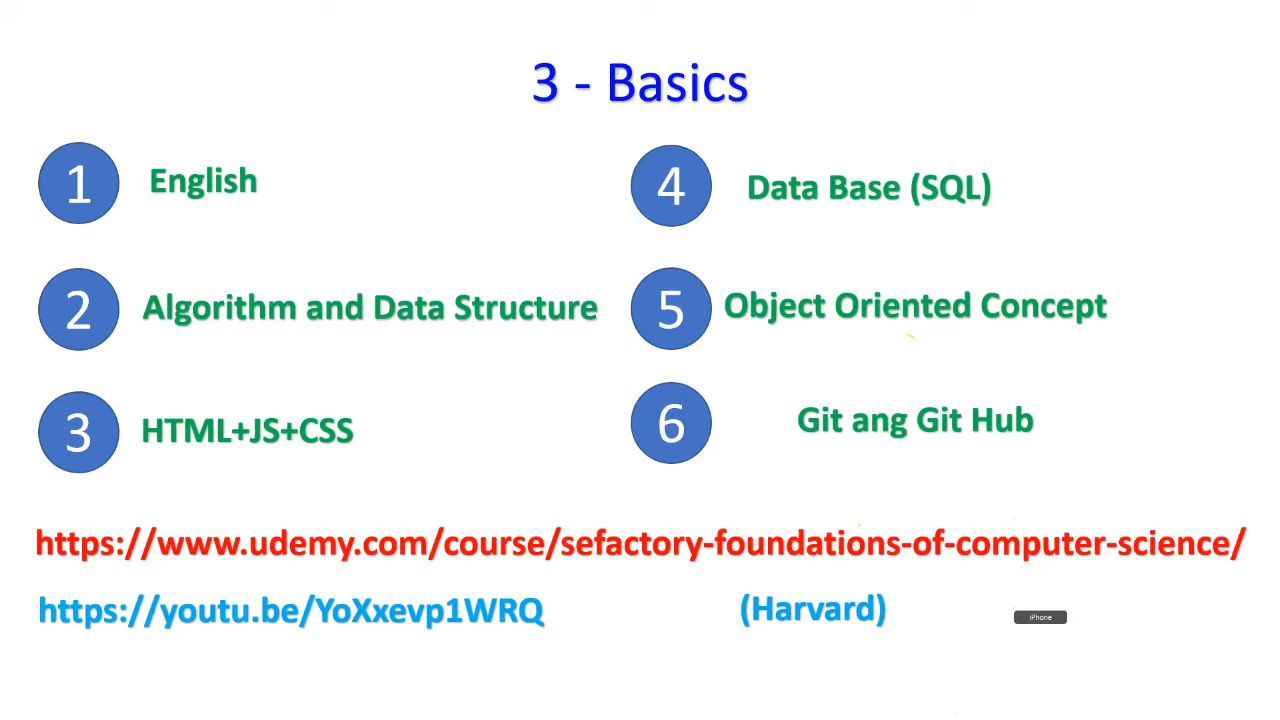 3 - Basics
1 English
2 Algorithm and Data Structure
3 HTML+JS+CSS
4 Data Base (SQL)
5 Object Oriented Concept
6 Git ang Git Hub
https://www.udemy.com/course/sefactory-foundations-of-computer-science/
https://youtu.be/YoXxevp1WRQ (Harvard)
iPhone